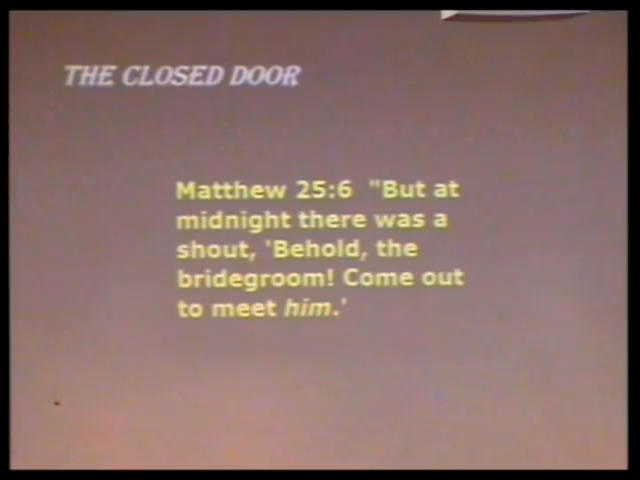 THE CLOSED DOOR
Matthew 25:6 "But at
midnight there was a
shout, 'Behold, the
bridegroom! Come out
to meet him.'